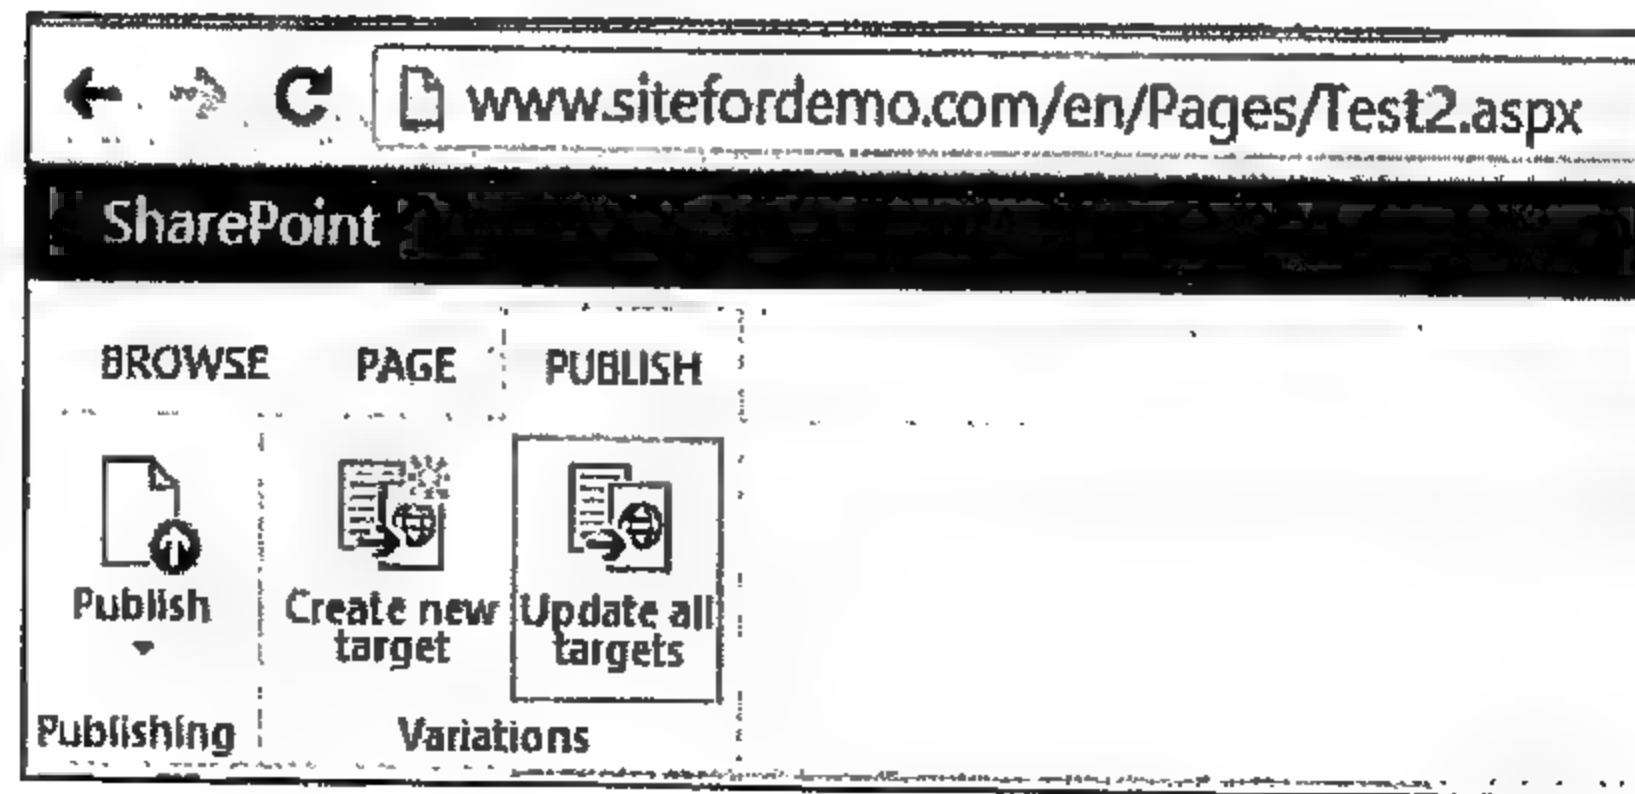 www.sitefordemo.com/en/Pages/Test2.aspx
SharePoint
BROWSE PAGE PUBLISH
Publish Create new Update all
target targets
Publishing Variations